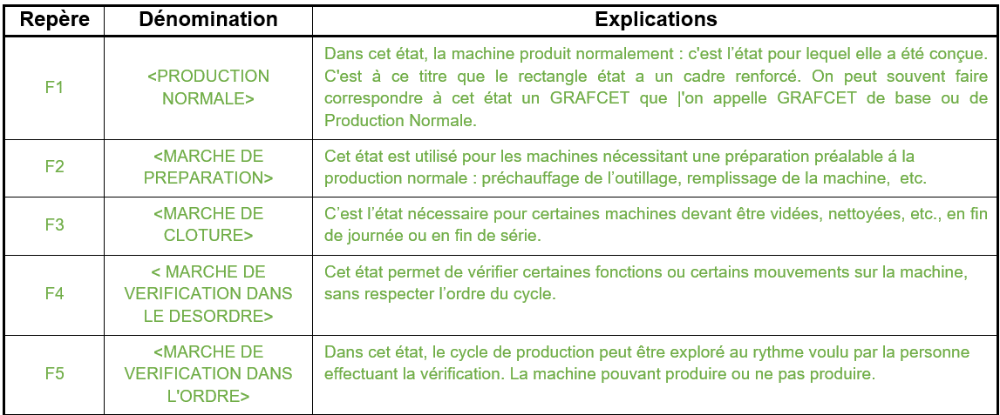 Repère Dénomination Explications
F1
<PRODUCTION
NORMALE>
Dans cet état, la machine produit normalement : c'est l’état pour lequel elle a été conçue.
C'est à ce titre que le rectangle état a un cadre renforcé. On peut souvent faire
correspondre à cet état un GRAFCET que |'on appelle GRAFCET de base ou de
Production Normale.
F2
<MARCHE DE
PREPARATION>
Cet état est utilisé pour les machines nécessitant une préparation préalable á la
production normale : préchauffage de l’outillage, remplissage de la machine, etc.
F3
<MARCHE DE
CLOTURE>
C’est l’état nécessaire pour certaines machines devant être vidées, nettoyées, etc., en fin
de journée ou en fin de série.
F4
< MARCHE DE
VERIFICATION DANS
LE DESORDRE>
Cet état permet de vérifier certaines fonctions ou certains mouvements sur la machine,
sans respecter l’ordre du cycle.
F5
<MARCHE DE
VERIFICATION DANS
L'ORDRE>
Dans cet état, le cycle de production peut être exploré au rythme voulu par la personne
effectuant la vérification. La machine pouvant produire ou ne pas produire.